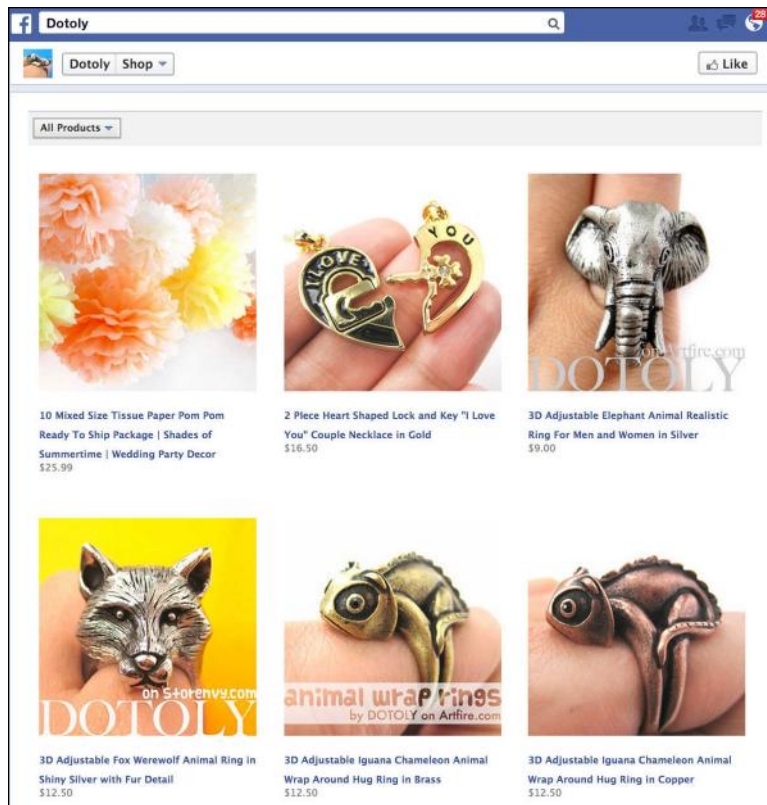 Dotoly
28
Dotoly Shop
Like
All Products
I LOVE
YOU
on Artfire.com
DOTOLY
10 Mixed Size Tissue Paper Pom Pom
Ready To Ship Package | Shades of
Summertime | Wedding Party Decor
$25.99
2 Piece Heart Shaped Lock and Key "I Love
You" Couple Necklace in Gold
$16.50
3D Adjustable Elephant Animal Realistic
Ring For Men and Women in Silver
$9.00
on Storenvy.com
DOTOLY
animal wrap rings
by DOTOLY on Artfire.com
3D Adjustable Fox Werewolf Animal Ring in
Shiny Silver with Fur Detail
$12.50
3D Adjustable Iguana Chameleon Animal
Wrap Around Hug Ring in Brass
$12.50
3D Adjustable Iguana Chameleon Animal
Wrap Around Hug Ring in Copper
$12.50